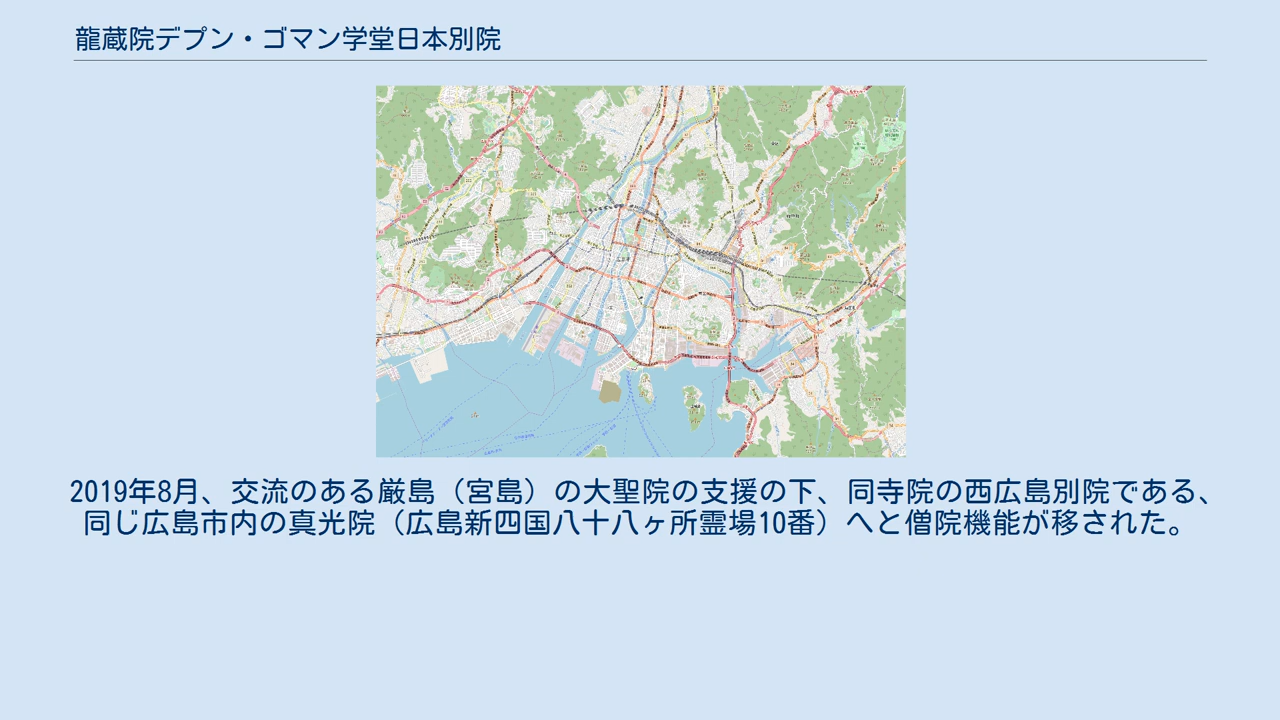 龍蔵院デプン・ゴマン学堂日本別院
2019年8月、交流のある厳島（宮島）の大聖院の支援の下、同寺院の西広島別院である、
同じ広島市内の真光院（広島新四国八十八ヶ所霊場10番）へと僧院機能が移された。